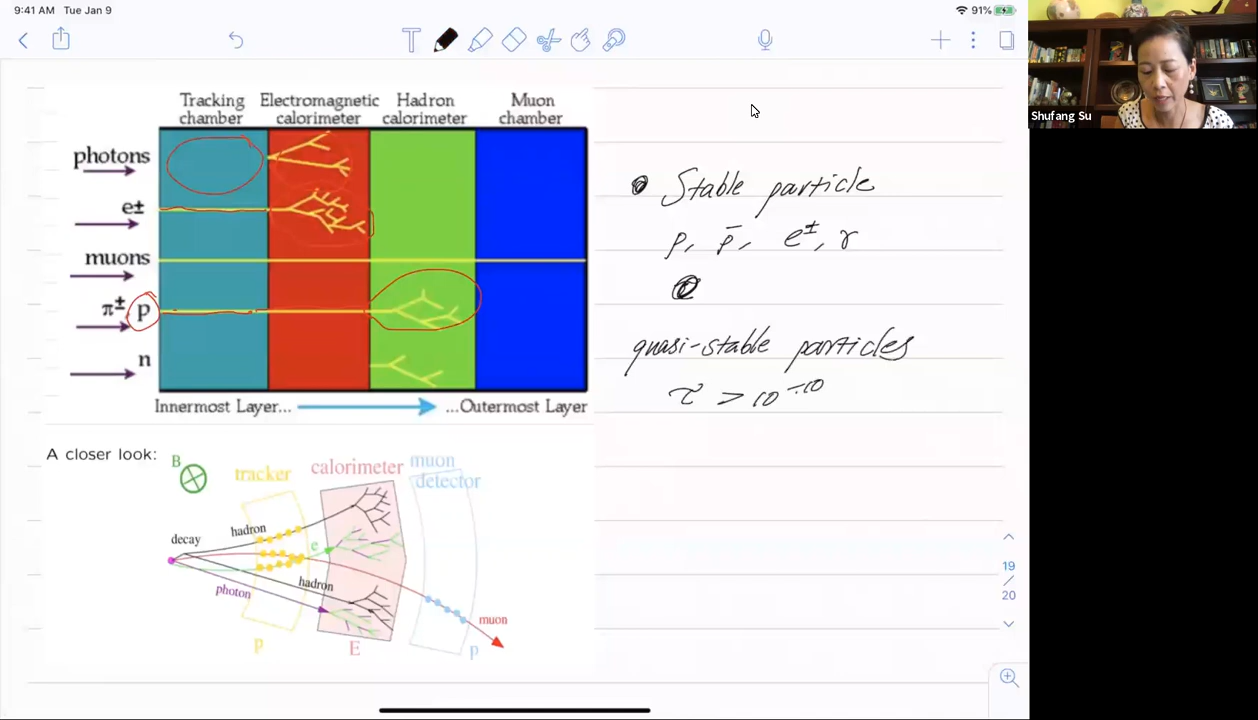 9:41 AM Tue Jan 9
91%
Shufang Su
Tracking chamber
Electromagnetic calorimeter
Hadron calorimeter
Muon chamber
photons
e±
muons
π± p
n
Innermost Layer...
...Outermost Layer
Stable particle
p, p̄, e±, γ
quasi-stable particles
τ > 10⁻¹⁰
A closer look:
B
tracker
calorimeter
muon detector
decay
hadron
e
photon
hadron
muon
p
E
p
19
/
20
T